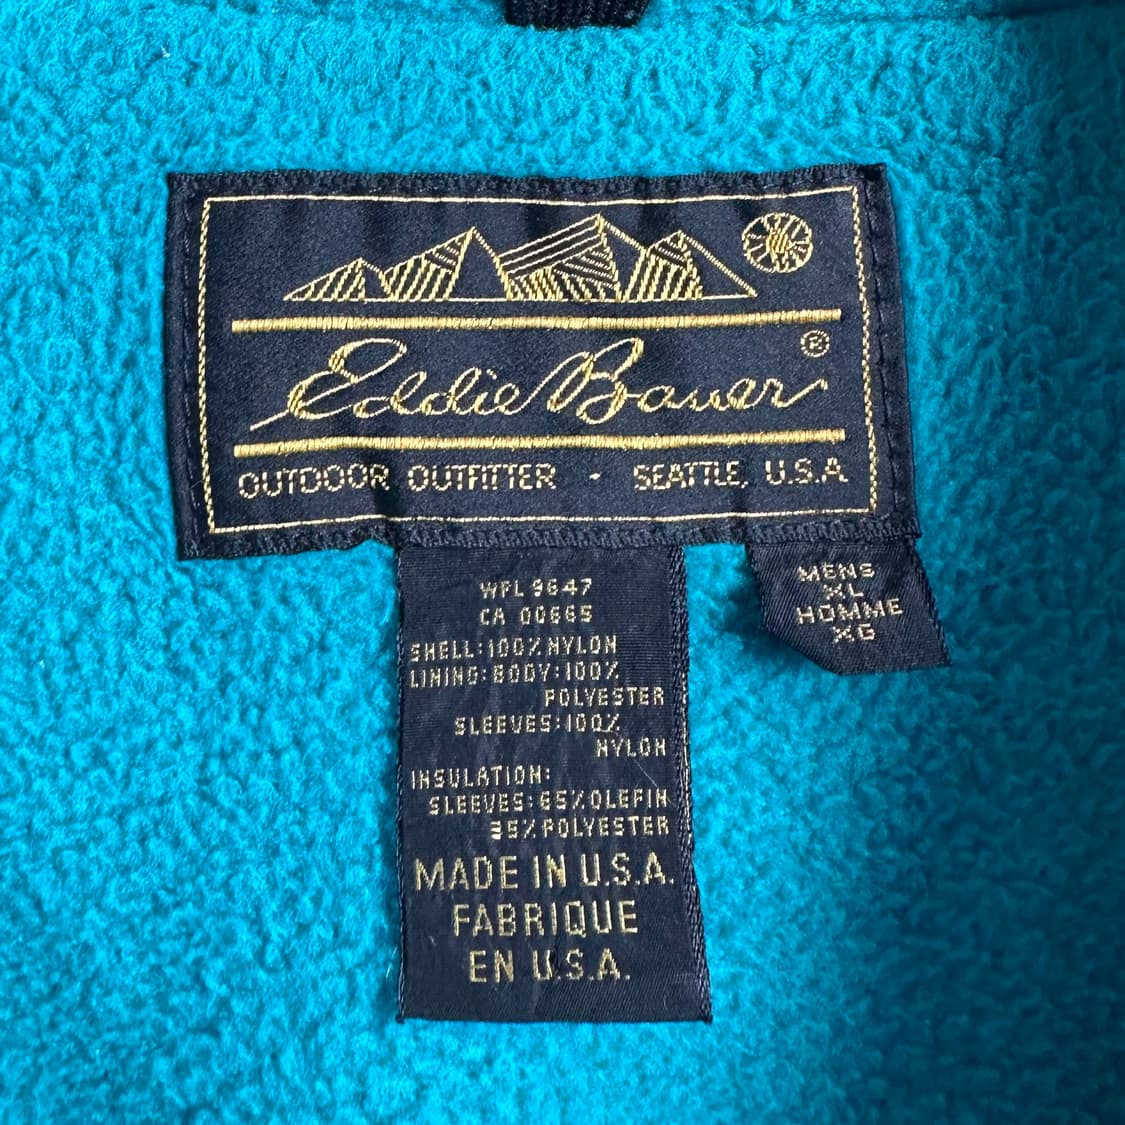 Eddie Bauer ®
OUTDOOR OUTFITTER · SEATTLE, U.S.A.
MENS
XL
HOMME
XG
WPL 9647
CA 00665
SHELL: 100% NYLON
LINING: BODY: 100%
POLYESTER
SLEEVES: 100%
NYLON
INSULATION:
SLEEVES: 65% OLEFIN
35% POLYESTER
MADE IN U.S.A.
FABRIQUE
EN U.S.A.